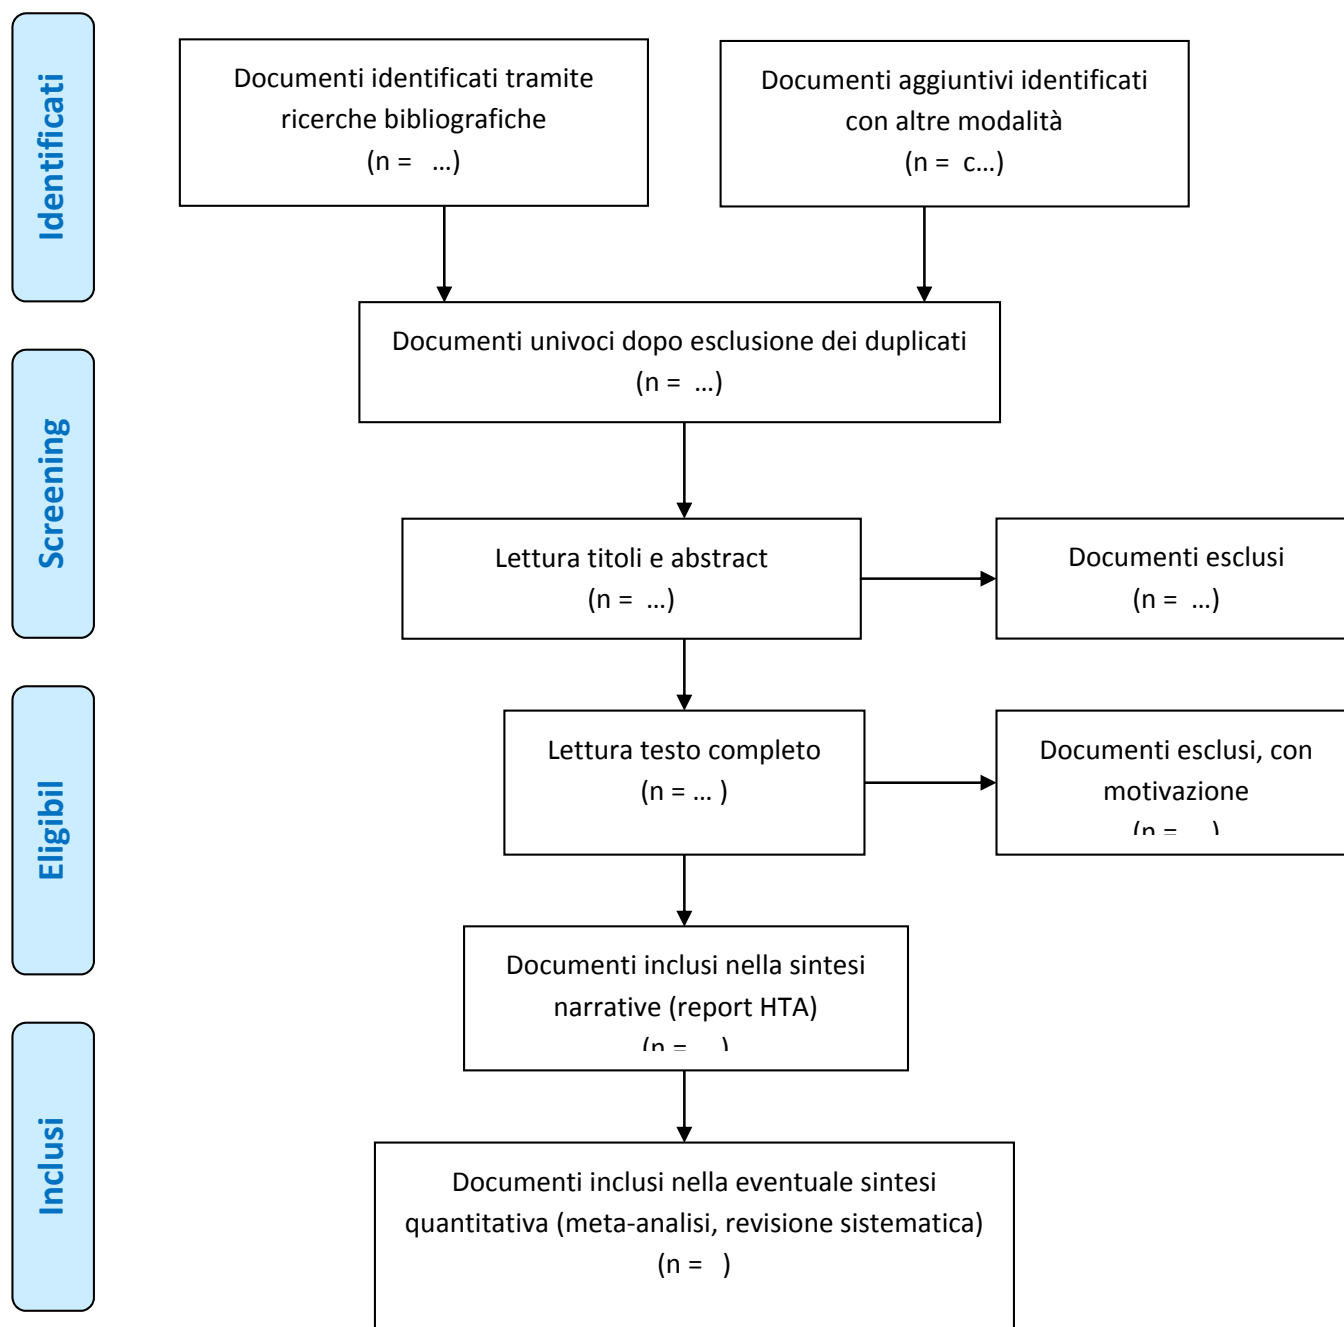 Identificati
Documenti identificati tramite
ricerche bibliografiche
(n = …)
Documenti aggiuntivi identificati
con altre modalità
(n = c…)
Documenti univoci dopo esclusione dei duplicati
(n = …)
Screening
Lettura titoli e abstract
(n = …)
Documenti esclusi
(n = …)
Eligibil
Lettura testo completo
(n = … )
Documenti esclusi, con
motivazione
(n = …)
Documenti inclusi nella sintesi
narrative (report HTA)
(n = …)
Inclusi
Documenti inclusi nella eventuale sintesi
quantitativa (meta-analisi, revisione sistematica)
(n = )